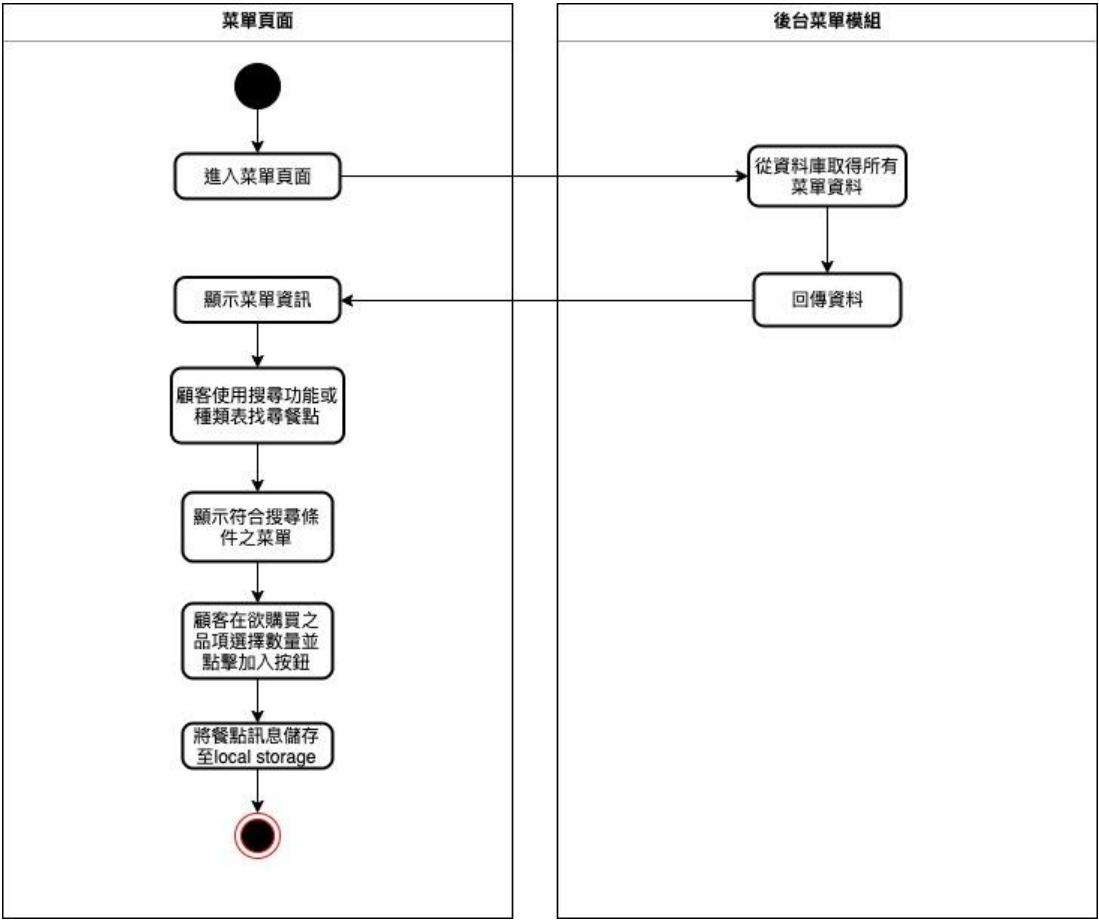 菜單頁面
後台菜單模組
進入菜單頁面
從資料庫取得所有
菜單資料
顯示菜單資訊
回傳資料
顧客使用搜尋功能或
種類表找尋餐點
顯示符合搜尋條
件之菜單
顧客在欲購買之
品項選擇數量並
點擊加入按鈕
將餐點訊息儲存
至local storage